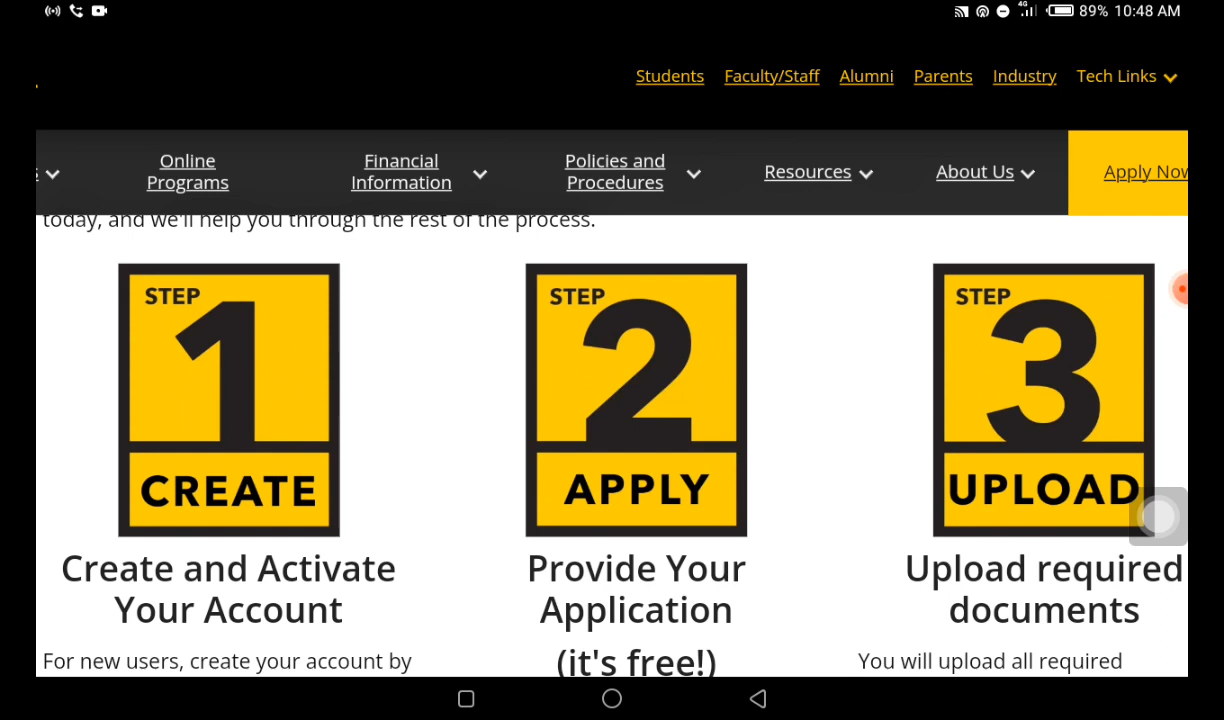 4G 89% 10:48 AM
Students Faculty/Staff Alumni Parents Industry Tech Links
Online Programs
Financial Information
Policies and Procedures
Resources
About Us
Apply Now
today, and we'll help you through the rest of the process.
STEP
1
CREATE
Create and Activate
Your Account
For new users, create your account by
STEP
2
APPLY
Provide Your
Application
(it's free!)
STEP
3
UPLOAD
Upload required
documents
You will upload all required